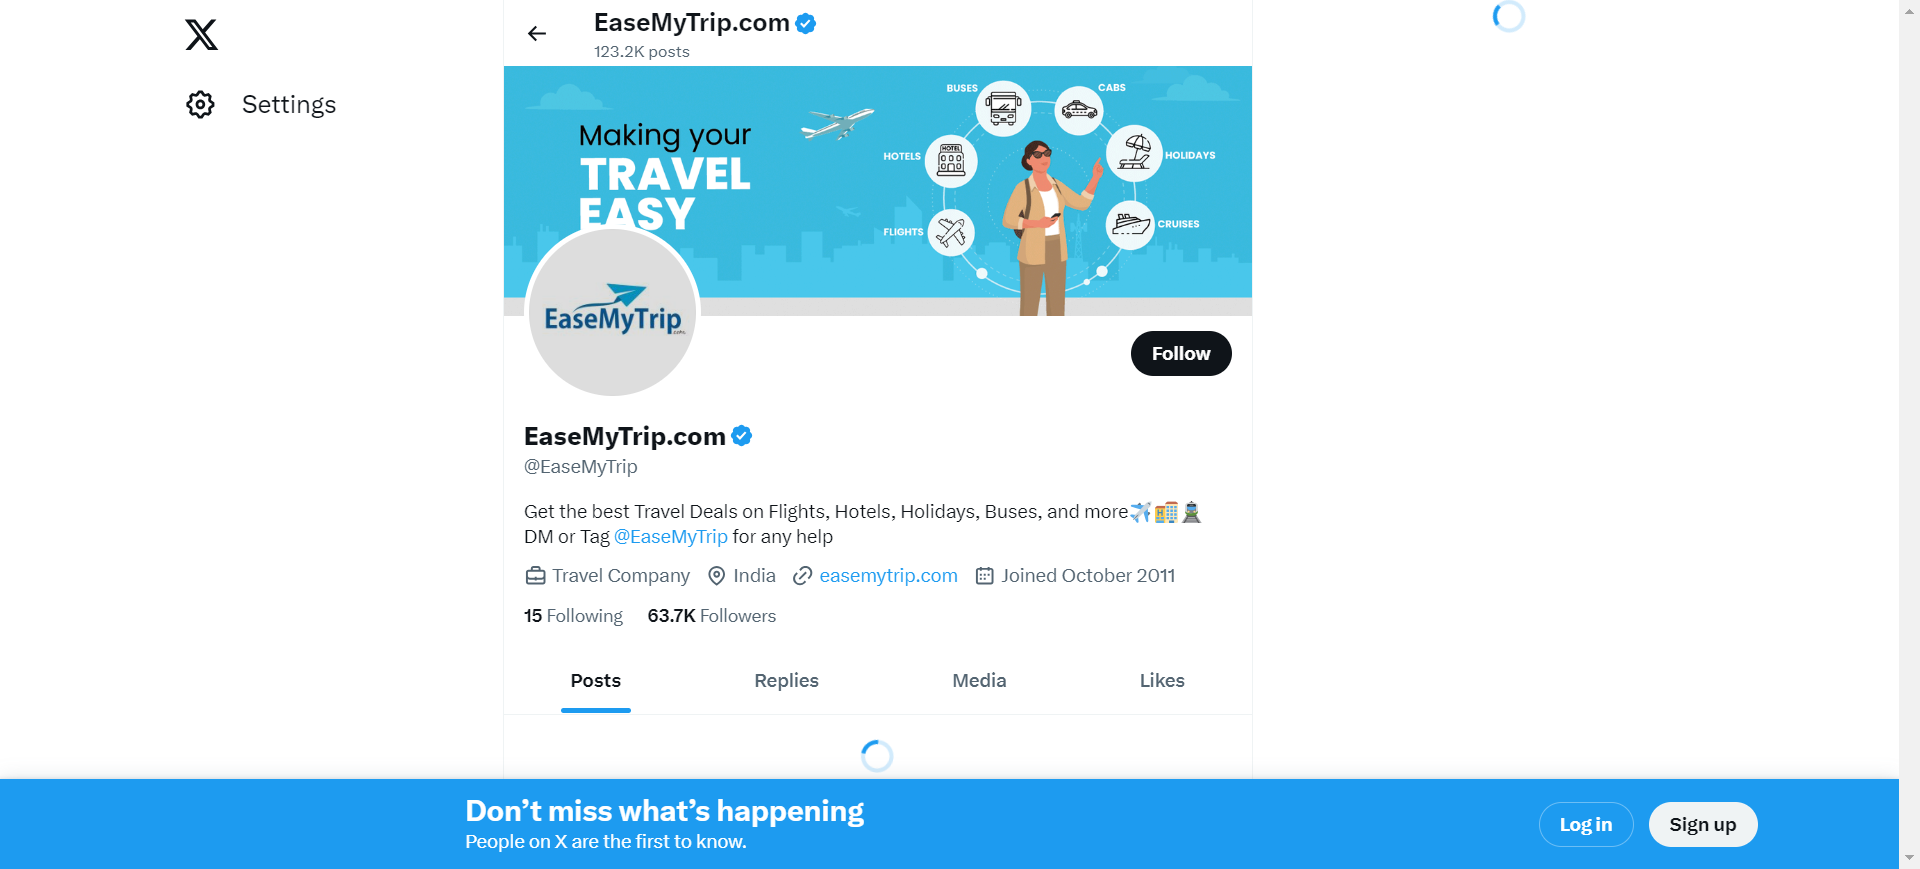 EaseMyTrip.com
123.2K posts
Settings
Making your
TRAVEL
EASY
BUSES
CABS
HOTELS
HOTEL
HOLIDAYS
FLIGHTS
CRUISES
EaseMyTrip
.com
Follow
EaseMyTrip.com
@EaseMyTrip
Get the best Travel Deals on Flights, Hotels, Holidays, Buses, and more✈️🏨🚊
DM or Tag @EaseMyTrip for any help
Travel Company India easemytrip.com Joined October 2011
15 Following 63.7K Followers
Posts Replies Media Likes
Don’t miss what’s happening
People on X are the first to know.
Log in Sign up